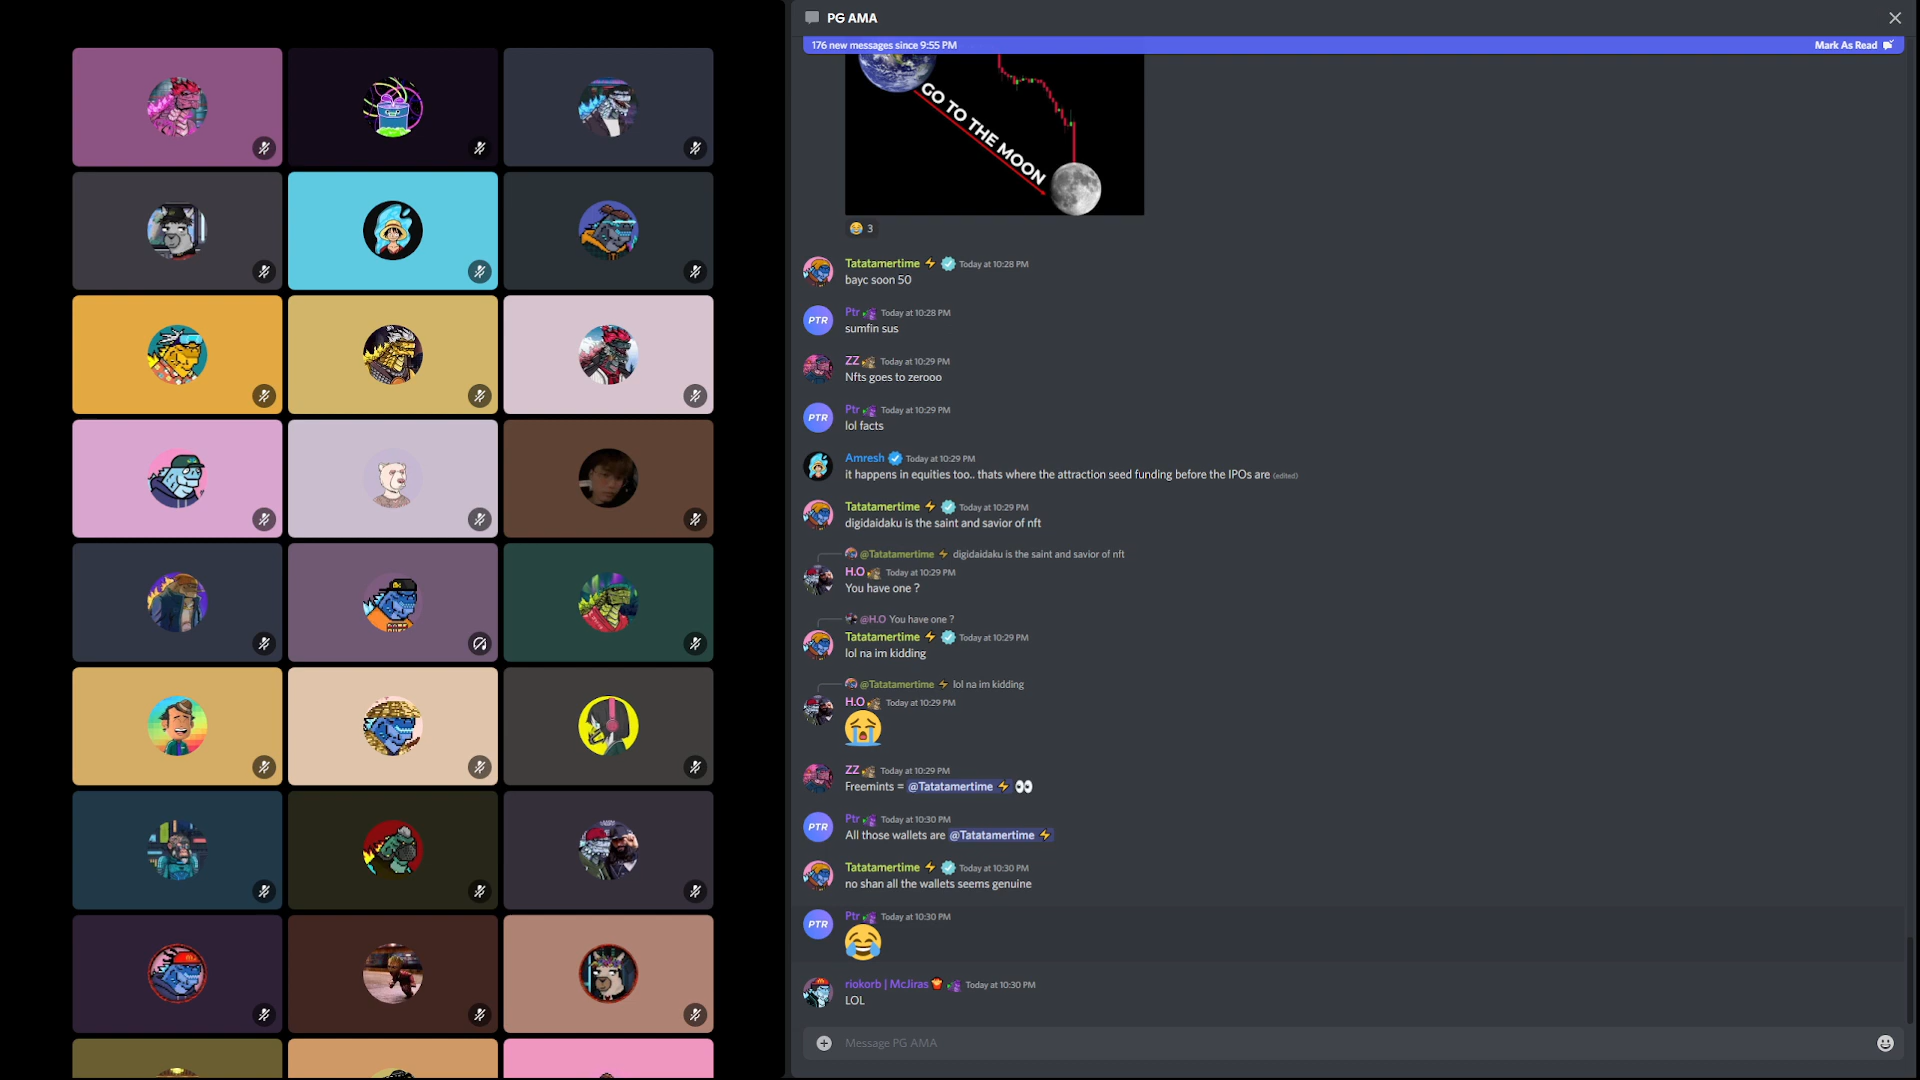 PG AMA
176 new messages since 9:55 PM
Mark As Read
GO TO THE MOON
3
Tatatamertime Today at 10:28 PM
bayc soon 50
PTR
Ptr Today at 10:28 PM
sumfin sus
ZZ Today at 10:29 PM
Nfts goes to zerooo
PTR
Ptr Today at 10:29 PM
lol facts
Amresh Today at 10:29 PM
it happens in equities too.. thats where the attraction seed funding before the IPOs are (edited)
Tatatamertime Today at 10:29 PM
digidaidaku is the saint and savior of nft
@Tatatamertime digidaidaku is the saint and savior of nft
H.O Today at 10:29 PM
You have one ?
@H.O You have one ?
Tatatamertime Today at 10:29 PM
lol na im kidding
@Tatatamertime lol na im kidding
H.O Today at 10:29 PM
😭
ZZ Today at 10:29 PM
Freemints = @Tatatamertime ⚡ 👀
PTR
Ptr Today at 10:30 PM
All those wallets are @Tatatamertime ⚡
Tatatamertime Today at 10:30 PM
no shan all the wallets seems genuine
PTR
Ptr Today at 10:30 PM
😂
riokorb | McJiras Today at 10:30 PM
LOL
Message PG AMA